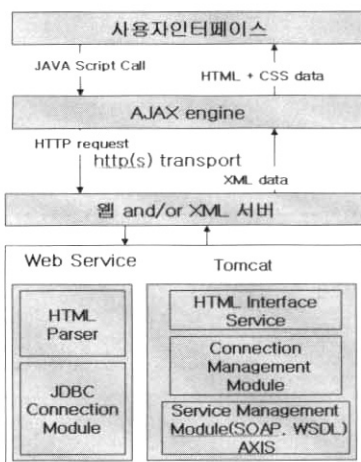 사용자인터페이스
JAVA Script Call
HTML + CSS data
AJAX engine
HTTP request
http(s) transport
XML data
웹 and/or XML 서버
Web Service
Tomcat
HTML
Parser
JDBC
Connection
Module
HTML Interface
Service
Connection
Management
Module
Service Management
Module(SOAP, WSDL)
AXIS